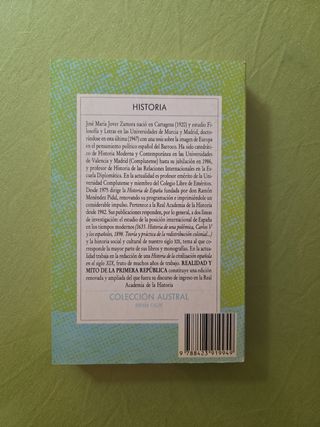 HISTORIA
José María Jover Zamora nació en Cartagena (1920) y estudió Fi-
losofía y Letras en las Universidades de Murcia y Madrid, docto-
rándose en esta última (1947) con una tesis sobre la imagen de Europa
en el pensamiento político español del Barroco. Ha sido catedráti-
co de Historia Moderna y Contemporánea en las Universidades
de Valencia y Madrid (Complutense) hasta su jubilación en 1986,
y profesor de Historia de las Relaciones Internacionales en la Es-
cuela Diplomática. En la actualidad es profesor emérito de la Uni-
versidad Complutense y miembro del Colegio Libre de Eméritos.
Desde 1975 dirige la Historia de España fundada por don Ramón
Menéndez Pidal, renovando su programación e imprimiéndole un
considerable impulso. Pertenece a la Real Academia de la Historia
desde 1982. Sus publicaciones responden, por lo general, a dos líneas
de investigación: el estudio de la posición internacional de España
en los tiempos modernos (1635. Historia de una polémica, Carlos V
y los españoles, 1898. Teoría y práctica de la redistribución colonial...)
y la historia social y cultural de nuestro siglo XIX, tema al que co-
rresponde la mayor parte de sus libros y monografías. En la actua-
lidad trabaja en la redacción de una Historia de la civilización española
en el siglo XIX, fruto de muchos años de trabajo. REALIDAD Y
MITO DE LA PRIMERA REPÚBLICA constituye una edición
renovada y ampliada del que fuera su discurso de ingreso en la Real
Academia de la Historia
COLECCIÓN AUSTRAL
ESPASA CALPE
9 788423 919949